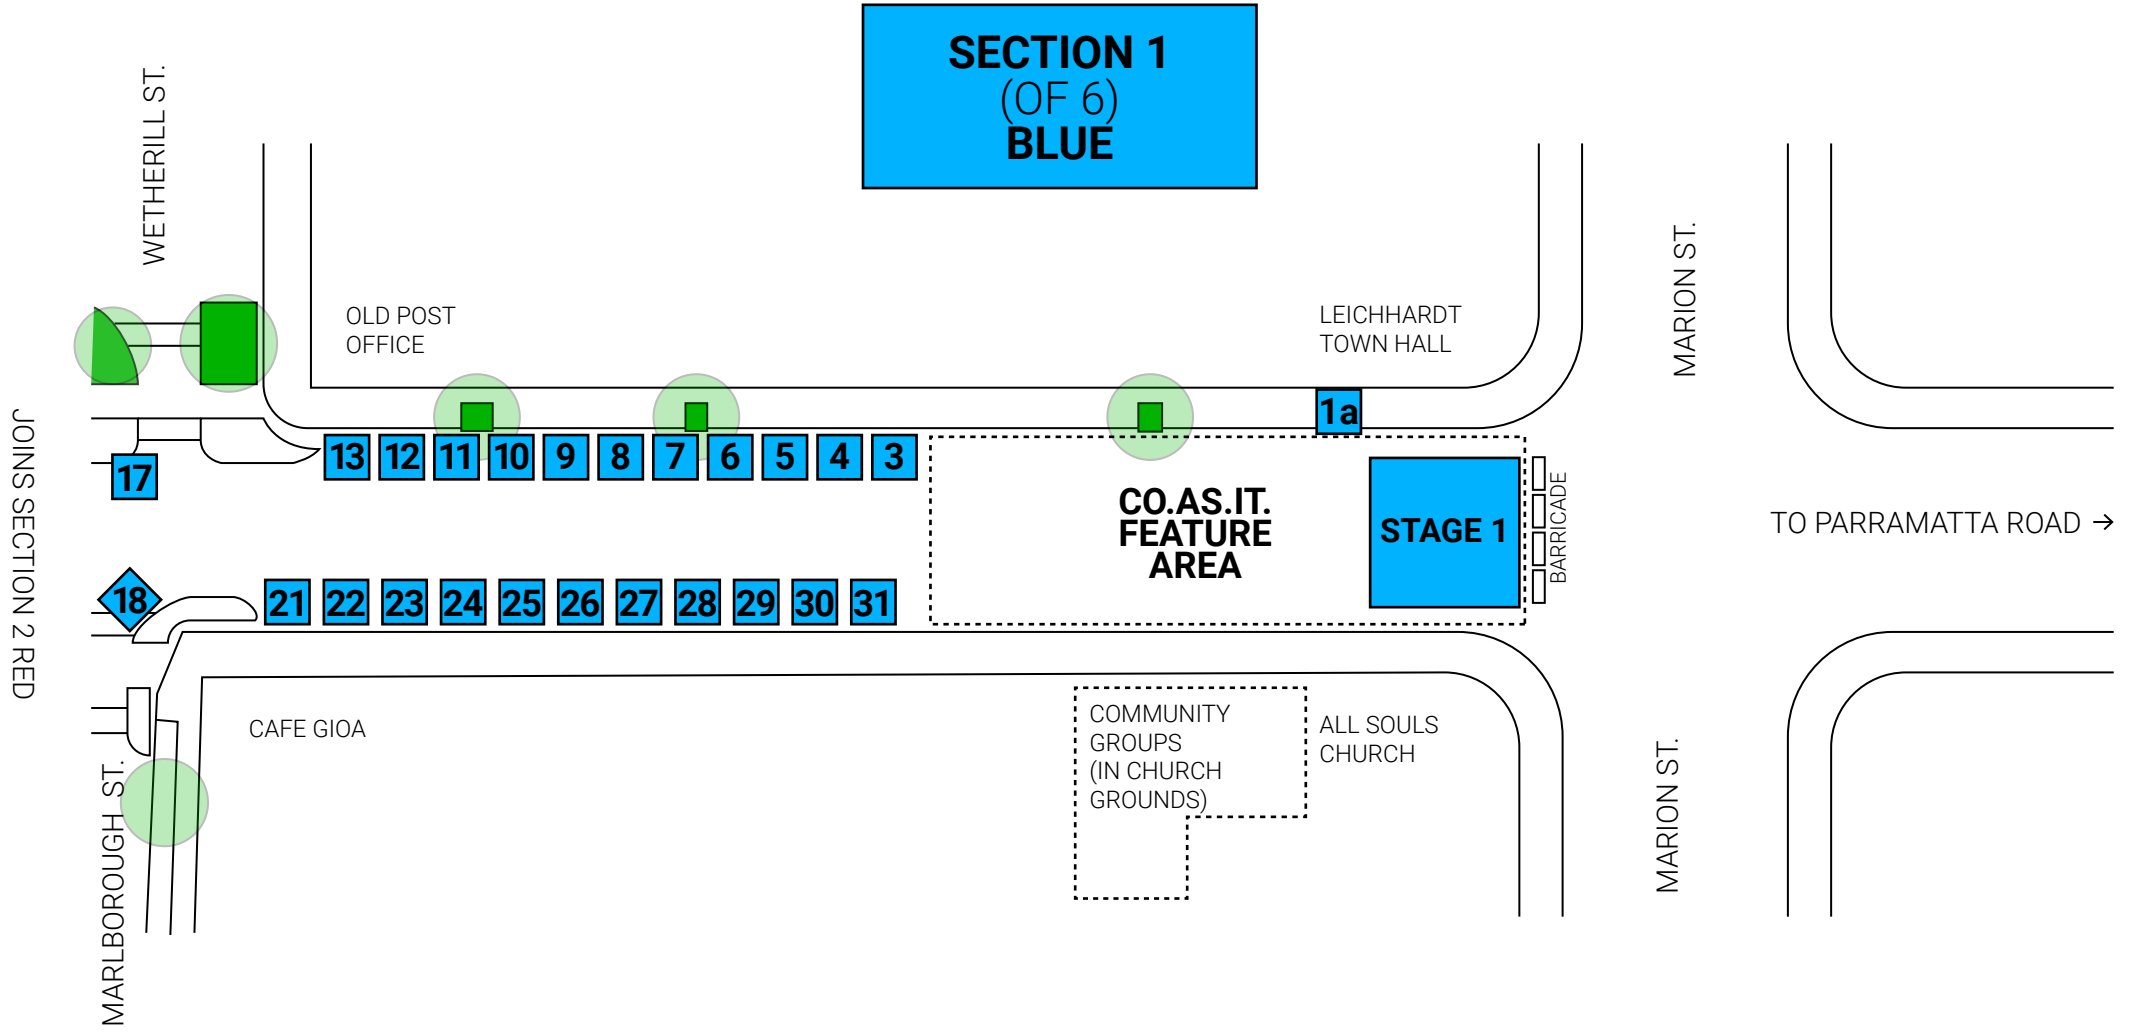 SECTION 1
(OF 6)
BLUE
WETHERILL ST.
MARION ST.
OLD POST
OFFICE
LEICHHARDT
TOWN HALL
1a
13 12 11 10 9 8 7 6 5 4 3
17
JOINS SECTION 2 RED
CO.AS.IT.
FEATURE
AREA
STAGE 1
BARRICADE
TO PARRAMATTA ROAD →
18
21 22 23 24 25 26 27 28 29 30 31
CAFE GIOA
COMMUNITY
GROUPS
(IN CHURCH
GROUNDS)
ALL SOULS
CHURCH
MARLBOROUGH ST.
MARION ST.